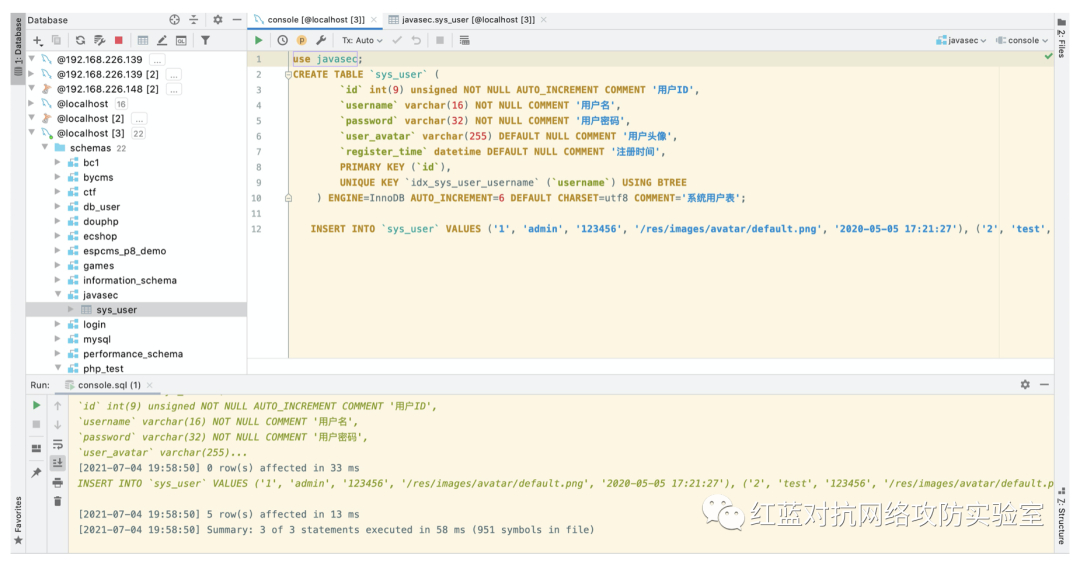 Database
console [@localhost [3]]
javasec.sys_user [@localhost [3]]
1: Database
2: Files
Tx: Auto
javasec
console
@192.168.226.139 ...
@192.168.226.139 [2] ...
@192.168.226.148 [2] ...
@localhost 16
@localhost [2] ...
@localhost [3] 22
schemas 22
bc1
bycms
ctf
db_user
douphp
ecshop
espcms_p8_demo
games
information_schema
javasec
sys_user
login
mysql
performance_schema
php_test
1 use javasec;
2 CREATE TABLE `sys_user` (
3 `id` int(9) unsigned NOT NULL AUTO_INCREMENT COMMENT '用户ID',
4 `username` varchar(16) NOT NULL COMMENT '用户名',
5 `password` varchar(32) NOT NULL COMMENT '用户密码',
6 `user_avatar` varchar(255) DEFAULT NULL COMMENT '用户头像',
7 `register_time` datetime DEFAULT NULL COMMENT '注册时间',
8 PRIMARY KEY (`id`),
9 UNIQUE KEY `idx_sys_user_username` (`username`) USING BTREE
10 ) ENGINE=InnoDB AUTO_INCREMENT=6 DEFAULT CHARSET=utf8 COMMENT='系统用户表';
11
12 INSERT INTO `sys_user` VALUES ('1', 'admin', '123456', '/res/images/avatar/default.png', '2020-05-05 17:21:27'), ('2', 'test',
Run: console.sql (1)
`id` int(9) unsigned NOT NULL AUTO_INCREMENT COMMENT '用户ID',
`username` varchar(16) NOT NULL COMMENT '用户名',
`password` varchar(32) NOT NULL COMMENT '用户密码',
`user_avatar` varchar(255)...
[2021-07-04 19:58:50] 0 row(s) affected in 33 ms
INSERT INTO `sys_user` VALUES ('1', 'admin', '123456', '/res/images/avatar/default.png', '2020-05-05 17:21:27'), ('2', 'test', '123456', '/res/images/avatar/default.p
[2021-07-04 19:58:50] 5 row(s) affected in 13 ms
[2021-07-04 19:58:50] Summary: 3 of 3 statements executed in 58 ms (951 symbols in file)
Favorites
Z: Structure
红蓝对抗网络攻防实验室